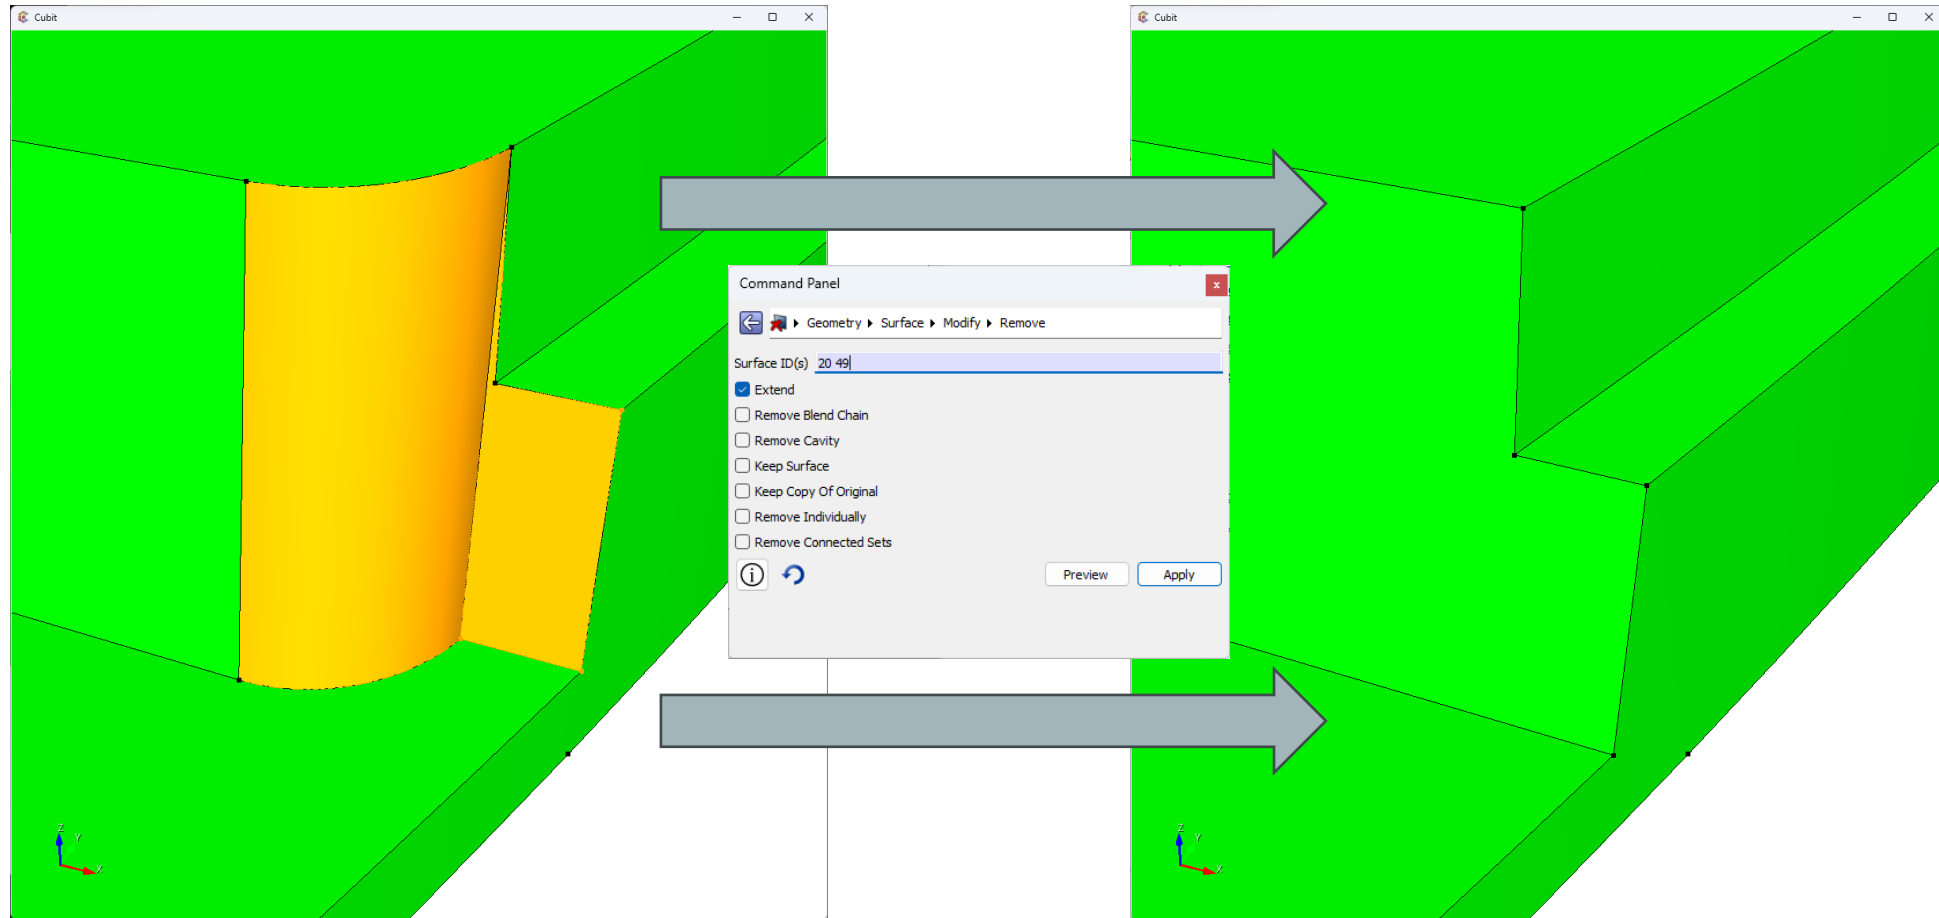 Cubit
Cubit
Command Panel
x
Geometry Surface Modify Remove
Surface ID(s) 20 49
Extend
Remove Blend Chain
Remove Cavity
Keep Surface
Keep Copy Of Original
Remove Individually
Remove Connected Sets
i
Preview Apply
Z Y X
Z Y X